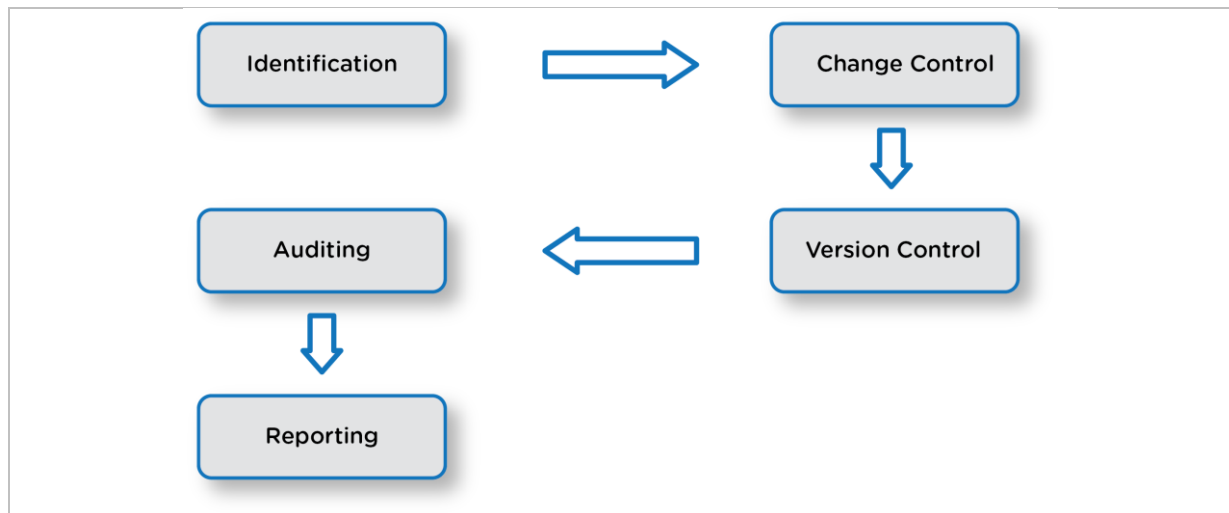 Identification
Change Control
Version Control
Auditing
Reporting